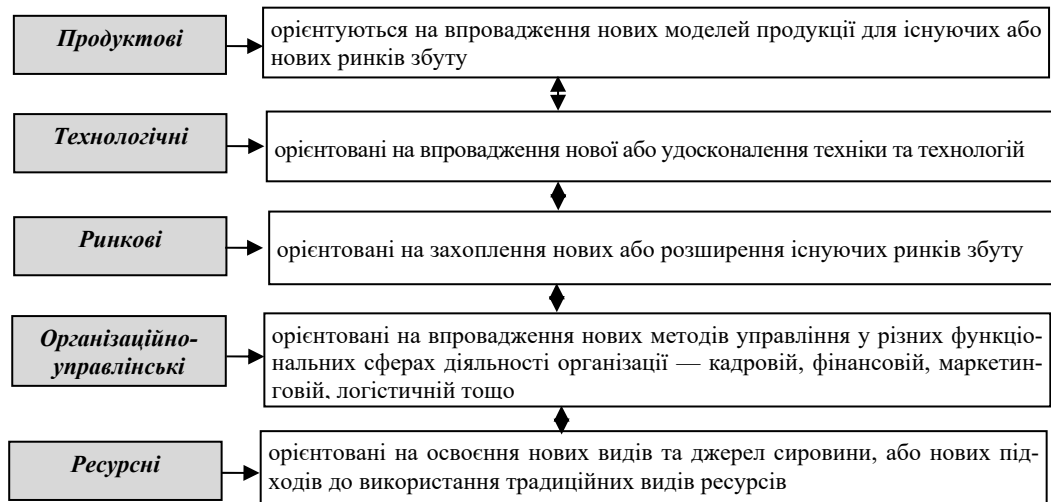 Продуктові
орієнтуються на впровадження нових моделей продукції для існуючих або
нових ринків збуту
Технологічні
орієнтовані на впровадження нової або удосконалення техніки та технологій
Ринкові
орієнтовані на захоплення нових або розширення існуючих ринків збуту
Організаційно-
управлінські
орієнтовані на впровадження нових методів управління у різних функціо-
нальних сферах діяльності організації — кадровій, фінансовій, маркетин-
говій, логістичній тощо
Ресурсні
орієнтовані на освоєння нових видів та джерел сировини, або нових під-
ходів до використання традиційних видів ресурсів